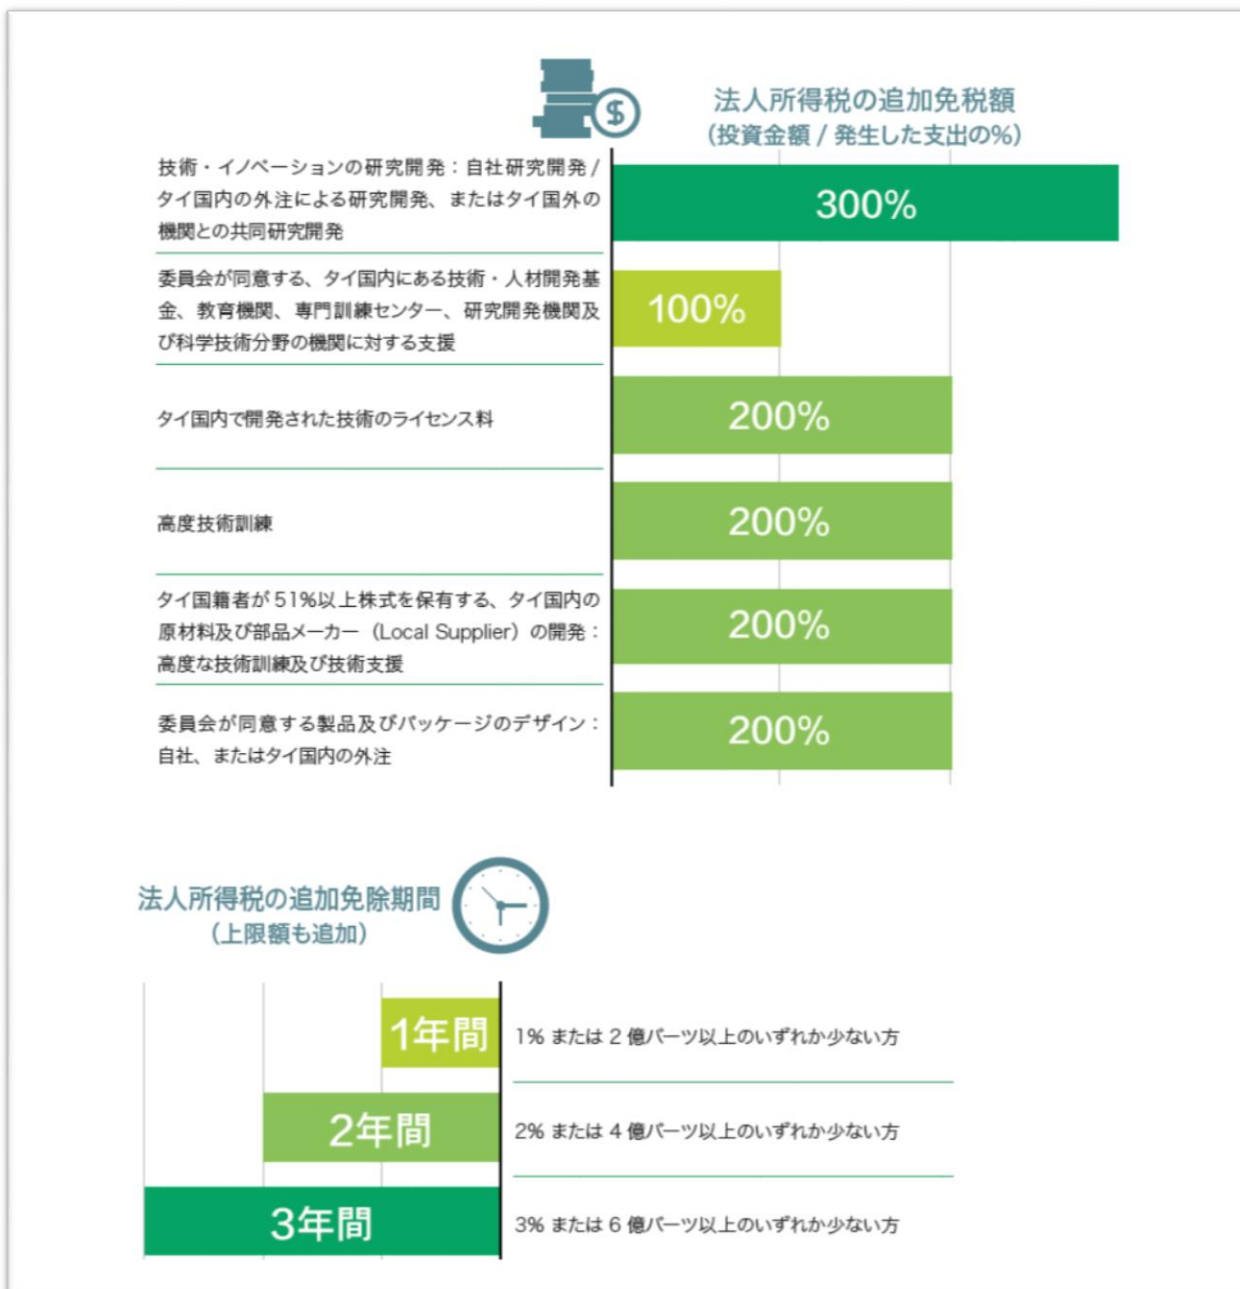 $
法人所得税の追加免税額
（投資金額 / 発生した支出の%）
技術・イノベーションの研究開発：自社研究開発 /
タイ国内の外注による研究開発、またはタイ国外の
機関との共同研究開発
300%
委員会が同意する、タイ国内にある技術・人材開発基
金、教育機関、専門訓練センター、研究開発機関及
び科学技術分野の機関に対する支援
100%
タイ国内で開発された技術のライセンス料
200%
高度技術訓練
200%
タイ国籍者が 51%以上株式を保有する、タイ国内の
原材料及び部品メーカー（Local Supplier）の開発：
高度な技術訓練及び技術支援
200%
委員会が同意する製品及びパッケージのデザイン：
自社、またはタイ国内の外注
200%
法人所得税の追加免除期間
（上限額も追加）
1年間
1% または 2 億バーツ以上のいずれか少ない方
2年間
2% または 4 億バーツ以上のいずれか少ない方
3年間
3% または 6 億バーツ以上のいずれか少ない方